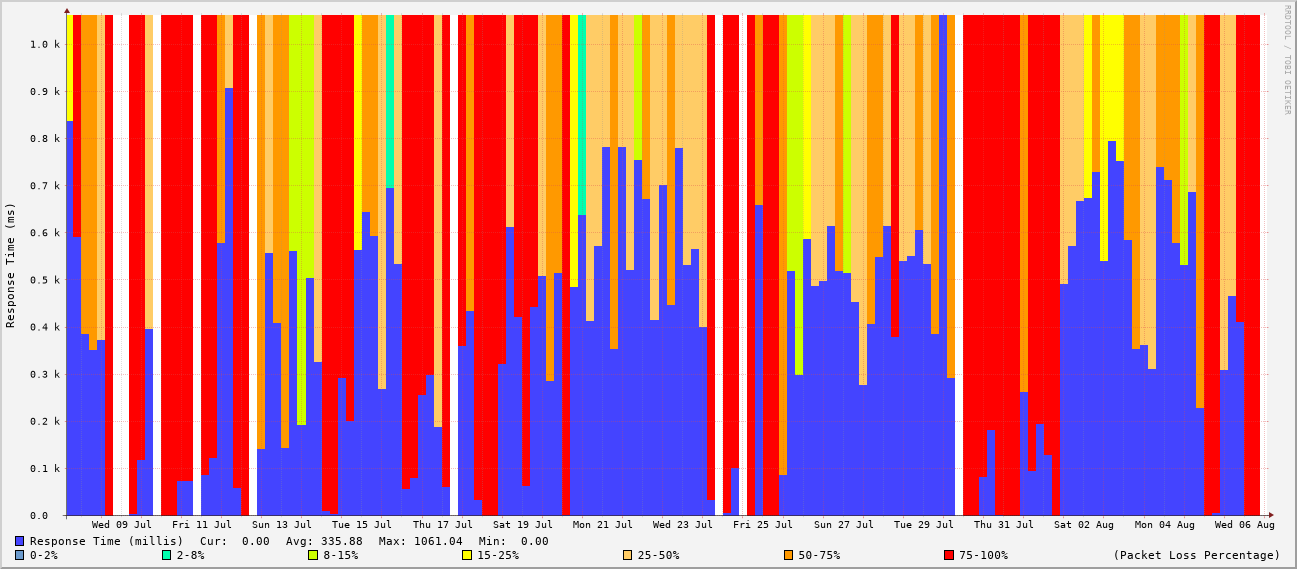 RRDTOOL / TOBI OETIKER
Response Time (ms)
1.0 k
0.9 k
0.8 k
0.7 k
0.6 k
0.5 k
0.4 k
0.3 k
0.2 k
0.1 k
0.0
Wed 09 Jul Fri 11 Jul Sun 13 Jul Tue 15 Jul Thu 17 Jul Sat 19 Jul Mon 21 Jul Wed 23 Jul Fri 25 Jul Sun 27 Jul Tue 29 Jul Thu 31 Jul Sat 02 Aug Mon 04 Aug Wed 06 Aug
Response Time (millis) Cur: 0.00 Avg: 335.88 Max: 1061.04 Min: 0.00
0-2% 2-8% 8-15% 15-25% 25-50% 50-75% 75-100% (Packet Loss Percentage)